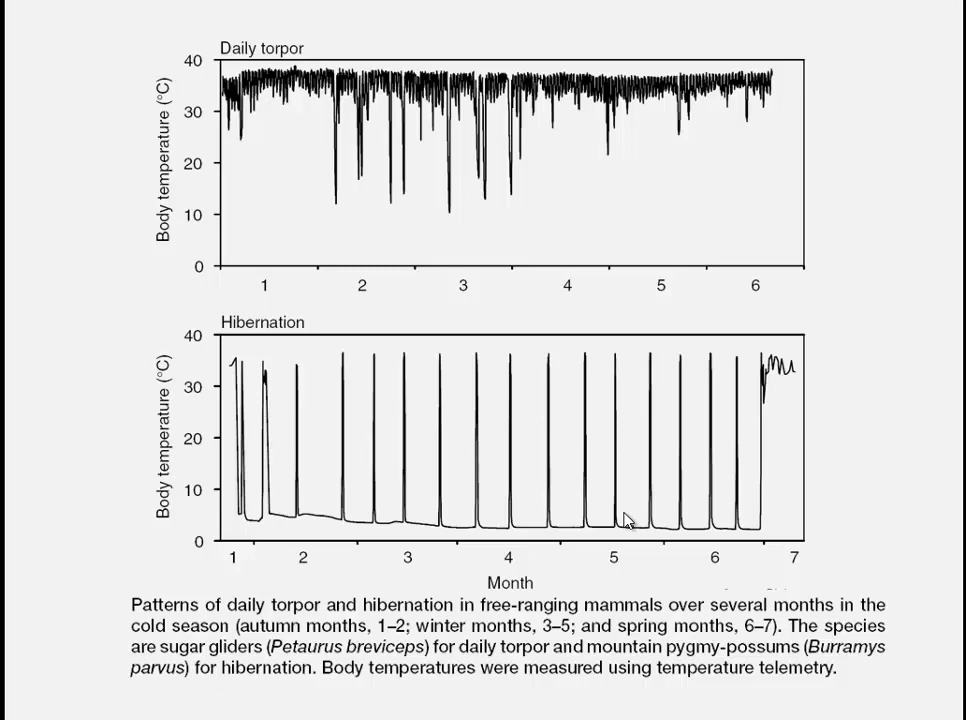 Daily torpor
Body temperature (°C)
40
30
20
10
0
1 2 3 4 5 6
Hibernation
Body temperature (°C)
40
30
20
10
0
1 2 3 4 5 6 7
Month
Patterns of daily torpor and hibernation in free-ranging mammals over several months in the
cold season (autumn months, 1–2; winter months, 3–5; and spring months, 6–7). The species
are sugar gliders (Petaurus breviceps) for daily torpor and mountain pygmy-possums (Burramys
parvus) for hibernation. Body temperatures were measured using temperature telemetry.